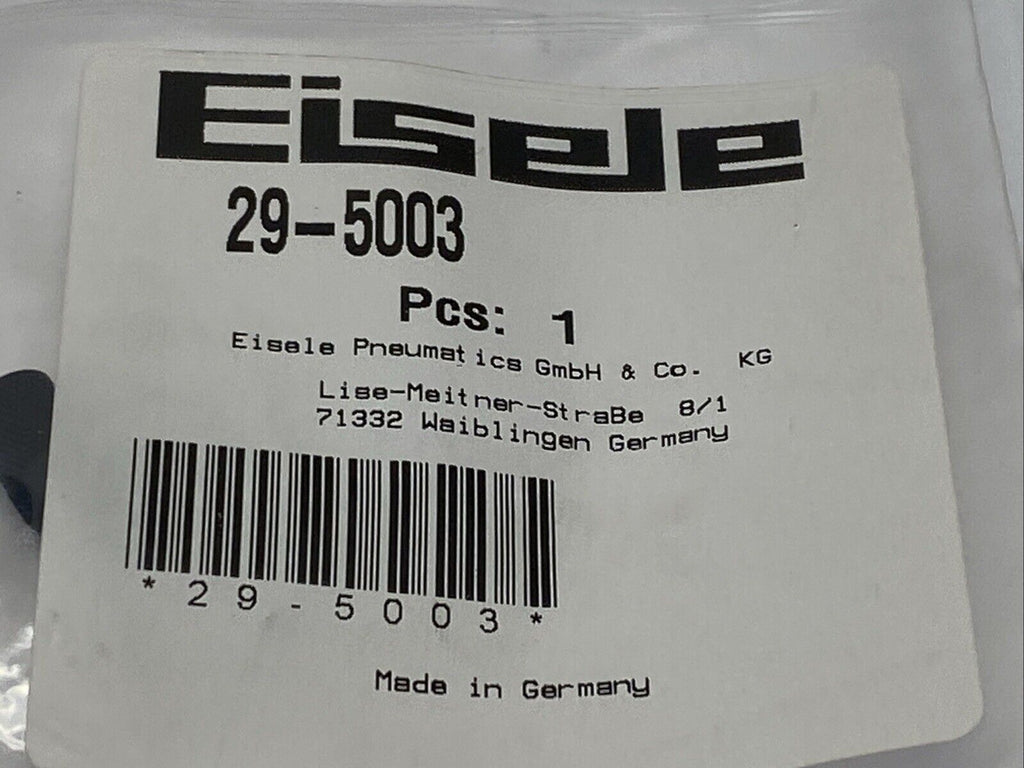 Eisele
29-5003
Pcs: 1
Eisele Pneumatics GmbH & Co. KG
Lise-Meitner-Straße 8/1
71332 Waiblingen Germany
*29-5003*
Made in Germany